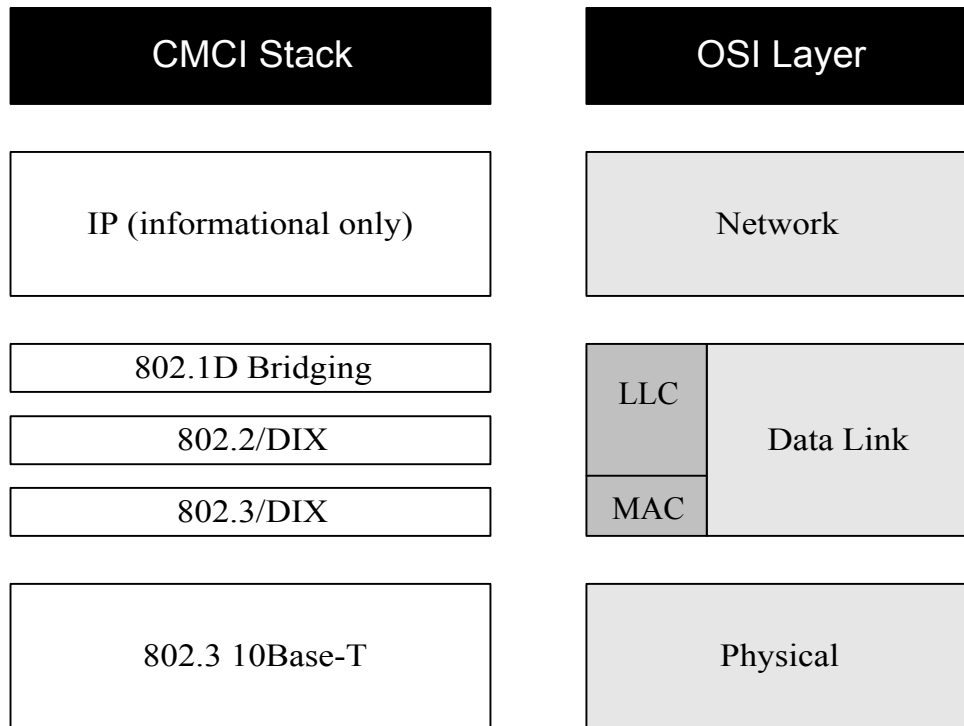 CMCI Stack
OSI Layer
IP (informational only)
Network
802.1D Bridging
802.2/DIX
802.3/DIX
LLC
MAC
Data Link
802.3 10Base-T
Physical